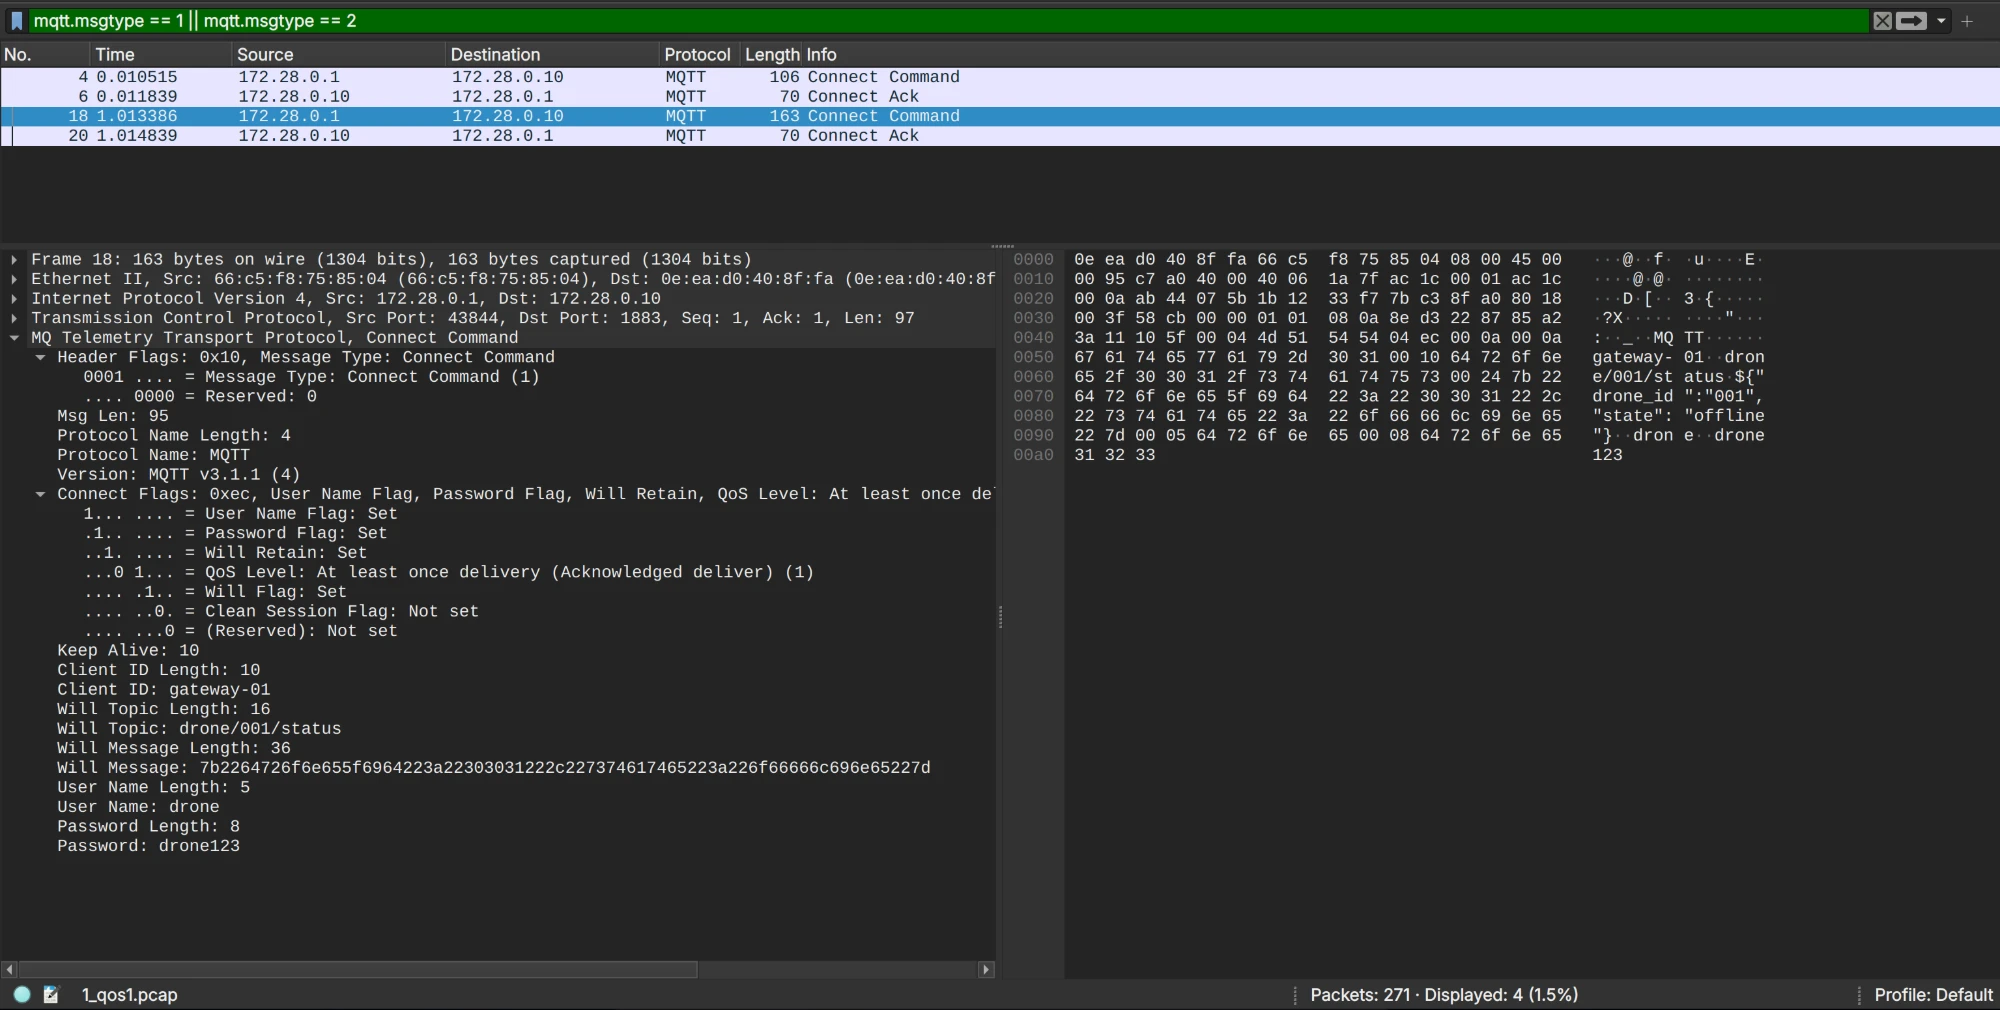 mqtt.msgtype == 1 || mqtt.msgtype == 2
No. Time Source Destination Protocol Length Info
4 0.010515 172.28.0.1 172.28.0.10 MQTT 106 Connect Command
6 0.011839 172.28.0.10 172.28.0.1 MQTT 70 Connect Ack
18 1.013386 172.28.0.1 172.28.0.10 MQTT 163 Connect Command
20 1.014839 172.28.0.10 172.28.0.1 MQTT 70 Connect Ack
Frame 18: 163 bytes on wire (1304 bits), 163 bytes captured (1304 bits)
Ethernet II, Src: 66:c5:f8:75:85:04 (66:c5:f8:75:85:04), Dst: 0e:ea:d0:40:8f:fa (0e:ea:d0:40:8f
Internet Protocol Version 4, Src: 172.28.0.1, Dst: 172.28.0.10
Transmission Control Protocol, Src Port: 43844, Dst Port: 1883, Seq: 1, Ack: 1, Len: 97
MQ Telemetry Transport Protocol, Connect Command
Header Flags: 0x10, Message Type: Connect Command
0001 .... = Message Type: Connect Command (1)
.... 0000 = Reserved: 0
Msg Len: 95
Protocol Name Length: 4
Protocol Name: MQTT
Version: MQTT v3.1.1 (4)
Connect Flags: 0xec, User Name Flag, Password Flag, Will Retain, QoS Level: At least once de
1... .... = User Name Flag: Set
.1.. .... = Password Flag: Set
..1. .... = Will Retain: Set
...0 1... = QoS Level: At least once delivery (Acknowledged deliver) (1)
.... .1.. = Will Flag: Set
.... ..0. = Clean Session Flag: Not set
.... ...0 = (Reserved): Not set
Keep Alive: 10
Client ID Length: 10
Client ID: gateway-01
Will Topic Length: 16
Will Topic: drone/001/status
Will Message Length: 36
Will Message: 7b2264726f6e655f6964223a22303031222c227374617465223a226f66666c696e65227d
User Name Length: 5
User Name: drone
Password Length: 8
Password: drone123
0000 0e ea d0 40 8f fa 66 c5 f8 75 85 04 08 00 45 00 ···@··f· ·u····E·
0010 00 95 c7 a0 40 00 40 06 1a 7f ac 1c 00 01 ac 1c ····@·@· ········
0020 00 0a ab 44 07 5b 1b 12 33 f7 7b c3 8f a0 80 18 ···D·[·· 3·{·····
0030 00 3f 58 cb 00 00 01 01 08 0a 8e d3 22 87 85 a2 ·?X····· ····"···
0040 3a 11 10 5f 00 04 4d 51 54 54 04 ec 00 0a 00 0a :··_··MQ TT······
0050 67 61 74 65 77 61 79 2d 30 31 00 10 64 72 6f 6e gateway- 01··dron
0060 65 2f 30 30 31 2f 73 74 61 74 75 73 00 24 7b 22 e/001/st atus·${"
0070 64 72 6f 6e 65 5f 69 64 22 3a 22 30 30 31 22 2c drone_id ":"001",
0080 22 73 74 61 74 65 22 3a 22 6f 66 66 6c 69 6e 65 "state": "offline
0090 22 7d 00 05 64 72 6f 6e 65 00 08 64 72 6f 6e 65 "}··dron e··drone
00a0 31 32 33 123
1_qos1.pcap Packets: 271 · Displayed: 4 (1.5%) Profile: Default